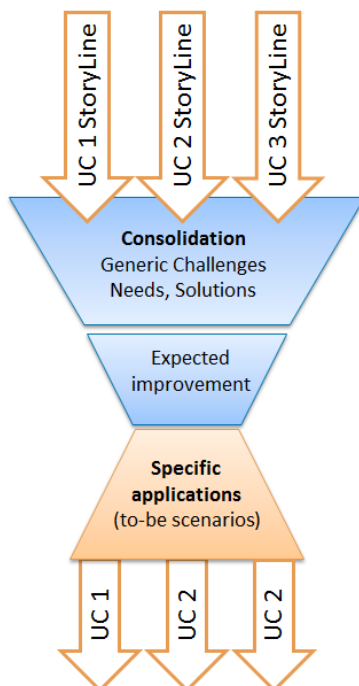 UC 1 StoryLine
UC 2 StoryLine
UC 3 StoryLine
Consolidation
Generic Challenges
Needs, Solutions
Expected
improvement
Specific
applications
(to-be scenarios)
UC 1
UC 2
UC 2